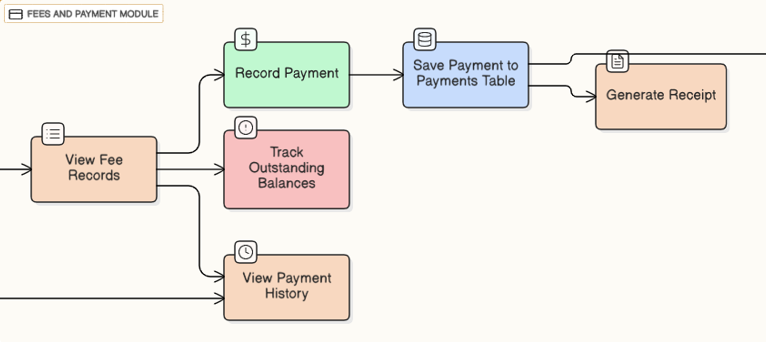 FEES AND PAYMENT MODULE
$
Record Payment
Save Payment to
Payments Table
Generate Receipt
View Fee
Records
Track
Outstanding
Balances
View Payment
History